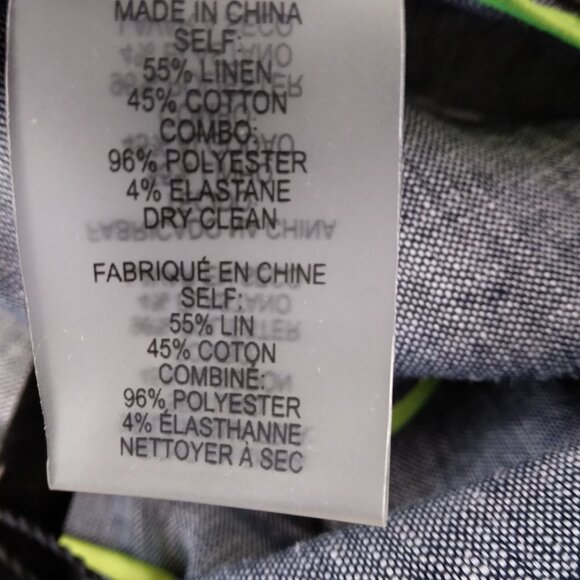 MADE IN CHINA
SELF:
55% LINEN
45% COTTON
COMBO:
96% POLYESTER
4% ELASTANE
DRY CLEAN
FABRIQUÉ EN CHINE
SELF:
55% LIN
45% COTON
COMBINÉ:
96% POLYESTER
4% ÉLASTHANNE
NETTOYER À SEC